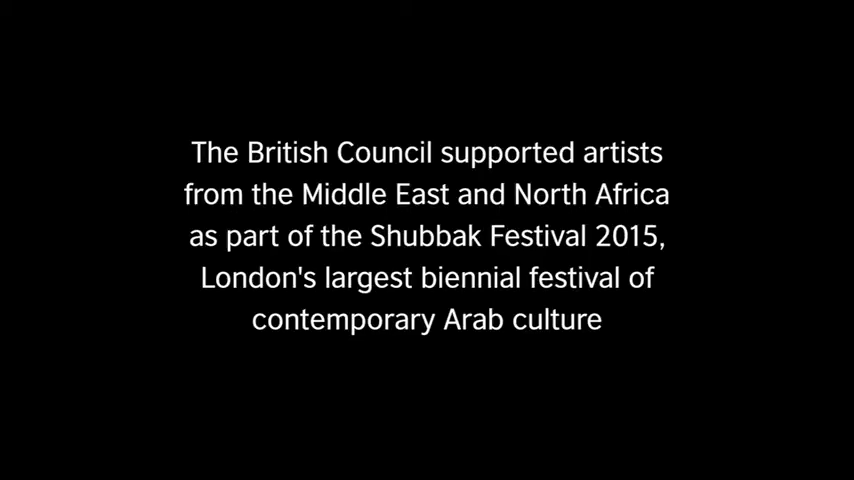 The British Council supported artists
from the Middle East and North Africa
as part of the Shubbak Festival 2015,
London's largest biennial festival of
contemporary Arab culture